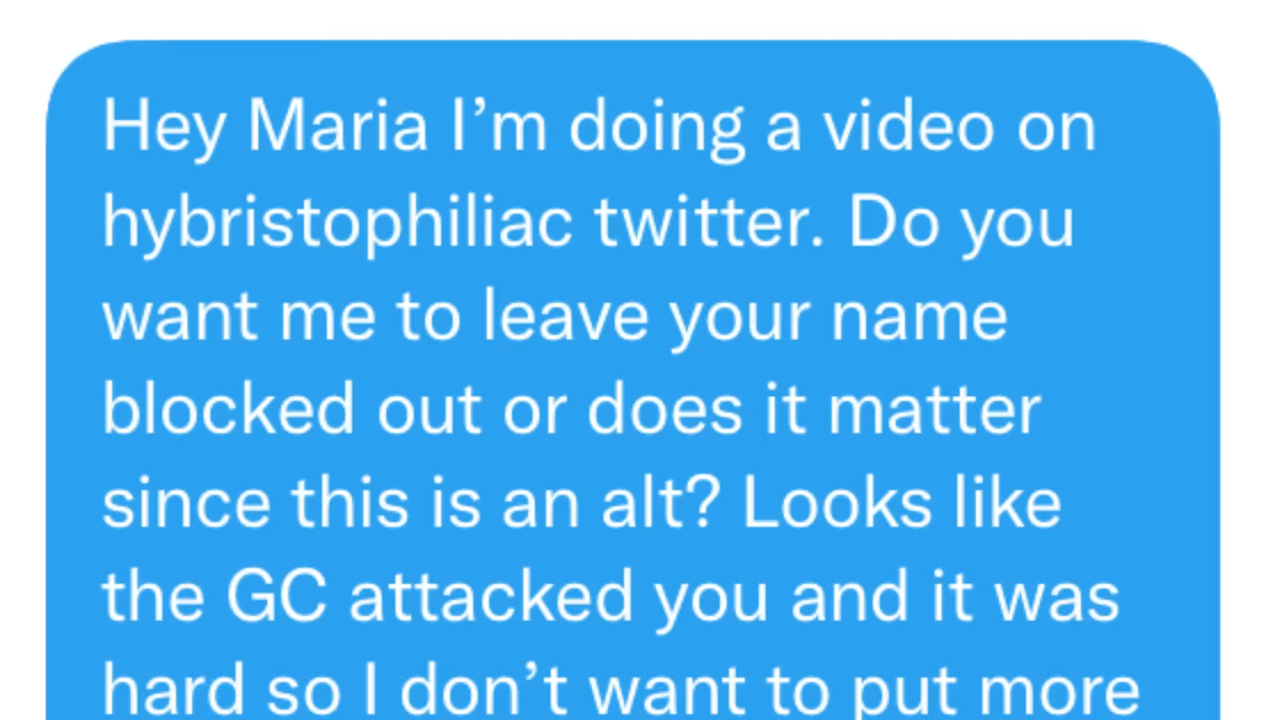 Hey Maria I’m doing a video on
hybristophiliac twitter. Do you
want me to leave your name
blocked out or does it matter
since this is an alt? Looks like
the GC attacked you and it was
hard so I don’t want to put more